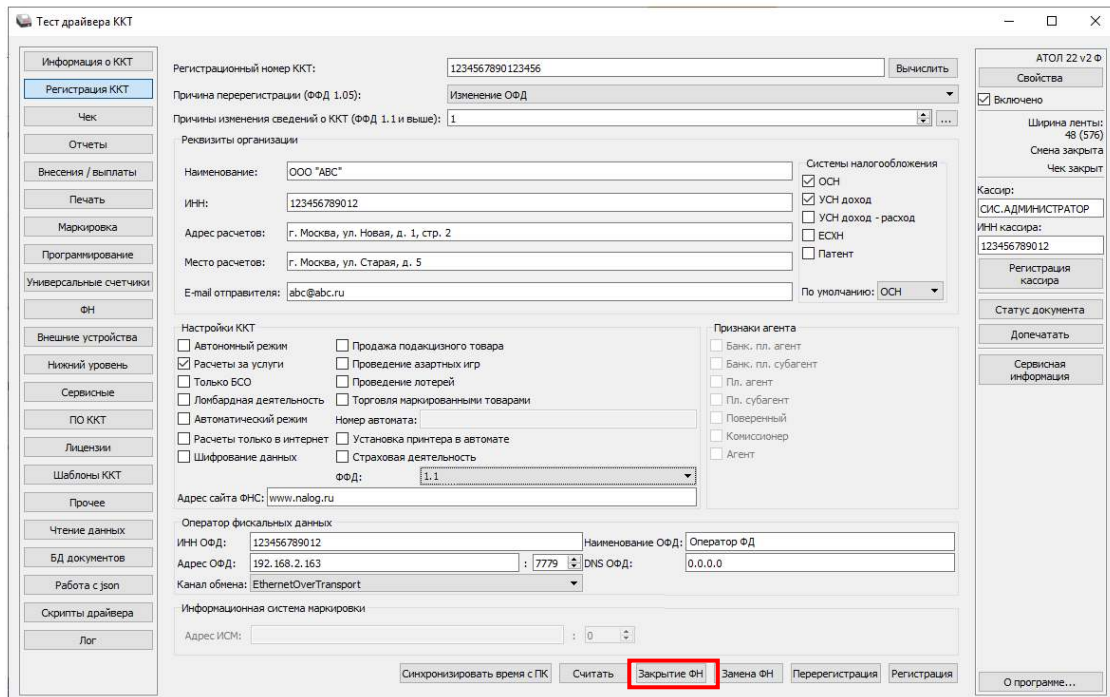 Тест драйвера ККТ
Информация о ККТ
Регистрация ККТ
Чек
Отчеты
Внесения / выплаты
Печать
Маркировка
Программирование
Универсальные счетчики
ФН
Внешние устройства
Нижний уровень
Сервисные
ПО ККТ
Лицензии
Шаблоны ККТ
Прочее
Чтение данных
БД документов
Работа с json
Скрипты драйвера
Лог
Регистрационный номер ККТ: 1234567890123456 Вычислить
Причина перерегистрации (ФФД 1.05): Изменение ОФД
Причины изменения сведений о ККТ (ФФД 1.1 и выше): 1 ...
Реквизиты организации
Наименование: ООО "АВС"
ИНН: 123456789012
Адрес расчетов: г. Москва, ул. Новая, д. 1, стр. 2
Место расчетов: г. Москва, ул. Старая, д. 5
E-mail отправителя: abc@abc.ru
Системы налогообложения
ОСН
УСН доход
УСН доход - расход
ЕСХН
Патент
По умолчанию: ОСН
Настройки ККТ
Автономный режим Продажа подакцизного товара
Расчеты за услуги Проведение азартных игр
Только БСО Проведение лотерей
Ломбардная деятельность Торговля маркированными товарами
Автоматический режим Номер автомата:
Расчеты только в интернет Установка принтера в автомате
Шифрование данных Страховая деятельность
ФФД: 1.1
Адрес сайта ФНС: www.nalog.ru
Признаки агента
Банк. пл. агент
Банк. пл. субагент
Пл. агент
Пл. субагент
Поверенный
Комиссионер
Агент
Оператор фискальных данных
ИНН ОФД: 123456789012 Наименование ОФД: Оператор ФД
Адрес ОФД: 192.168.2.163 : 7779 DNS ОФД: 0.0.0.0
Канал обмена: EthernetOverTransport
Информационная система маркировки
Адрес ИСМ: : 0
Синхронизировать время с ПК Считать Закрытие ФН Замена ФН Перерегистрация Регистрация
АТОЛ 22 v2 Ф
Свойства
Включено
Ширина ленты:
48 (576)
Смена закрыта
Чек закрыт
Кассир:
СИС.АДМИНИСТРАТОР
ИНН кассира:
123456789012
Регистрация
кассира
Статус документа
Допечатать
Сервисная
информация
О программе...